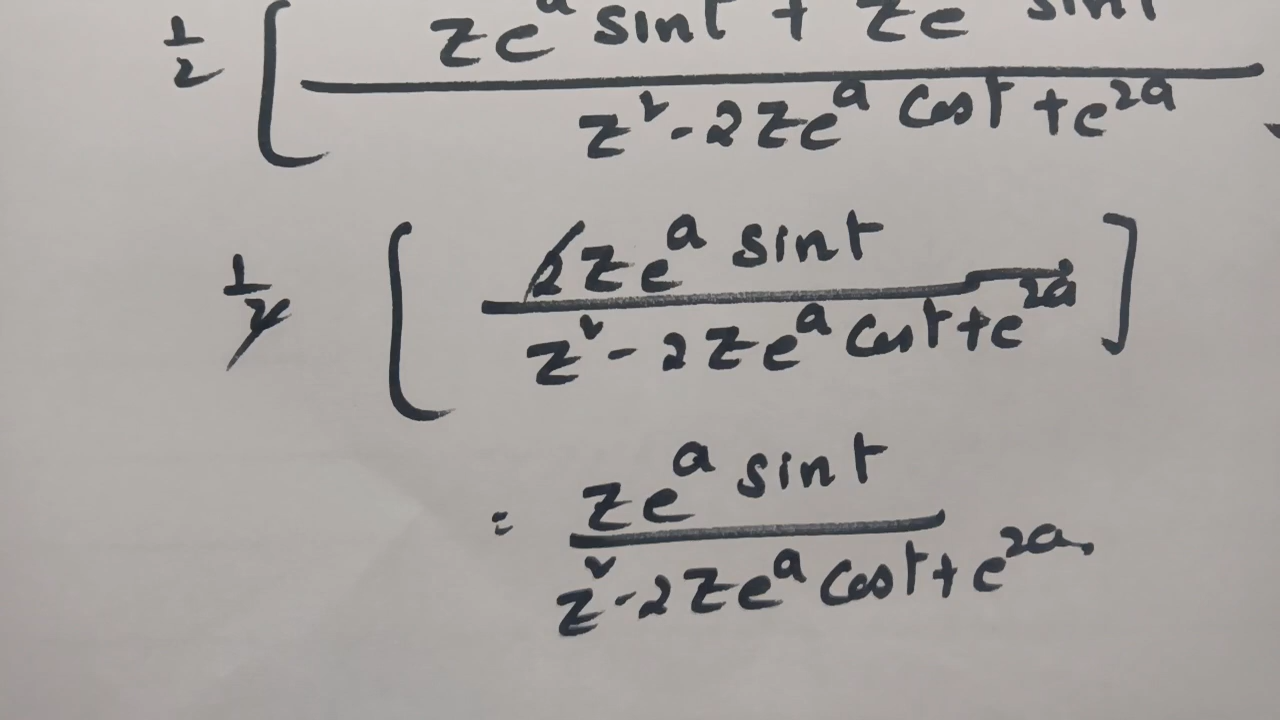 1/2 [ ze^a sint + ze sint
z² - 2ze^a cost + e^2a
1/2 [ 2ze^a sint / z² - 2ze^a cost + e^2a ]
= ze^a sint / z² - 2ze^a cost + e^2a.